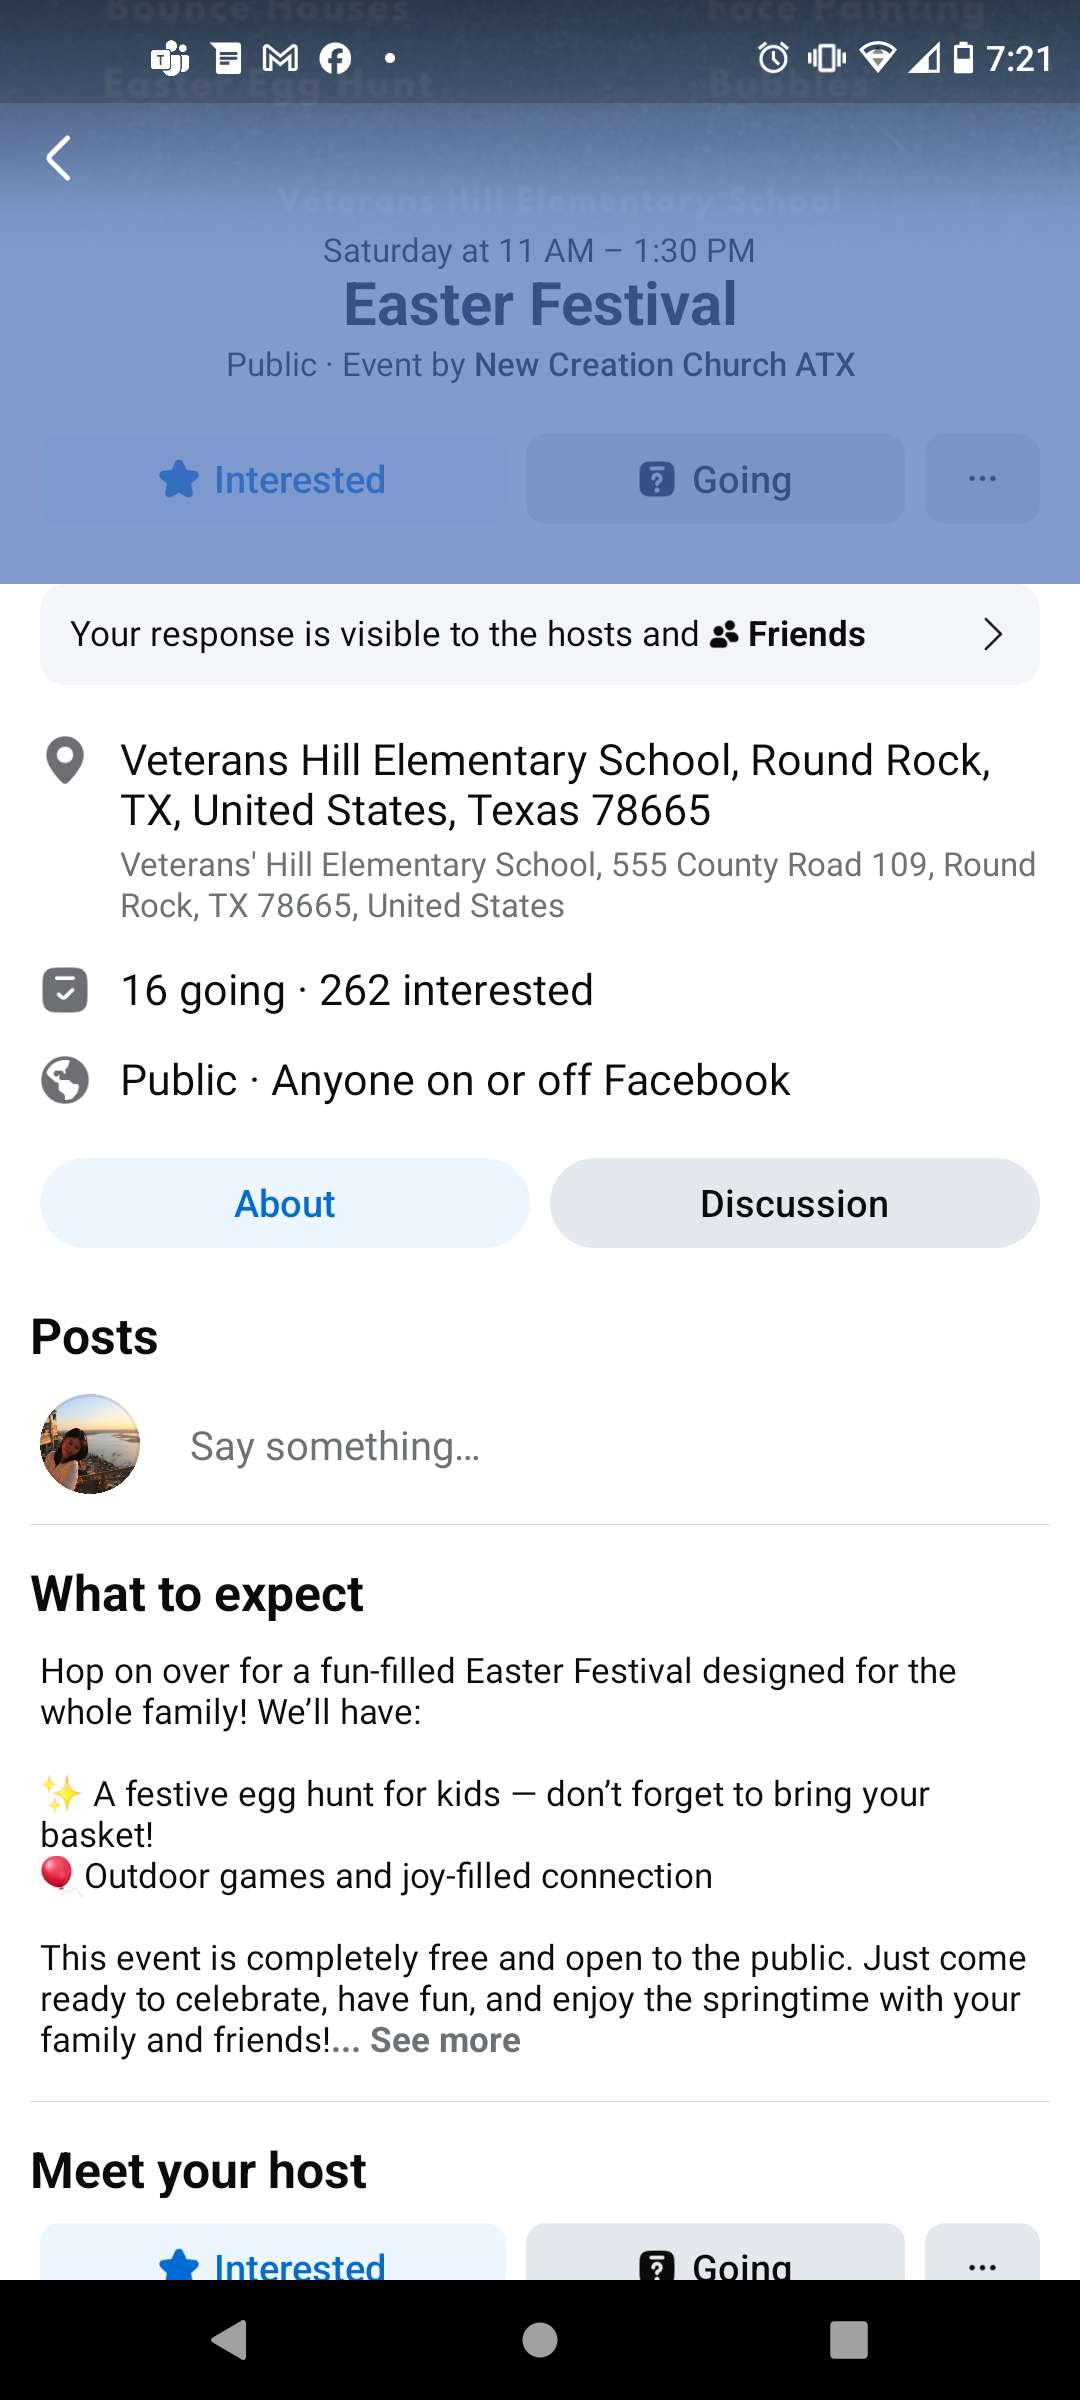 Bounce Houses Face Painting
7:21
Easter Egg Hunt Bubbles
Veterans Hill Elementary School
Saturday at 11 AM – 1:30 PM
Easter Festival
Public · Event by New Creation Church ATX
Interested Going ...
Your response is visible to the hosts and Friends
Veterans Hill Elementary School, Round Rock,
TX, United States, Texas 78665
Veterans' Hill Elementary School, 555 County Road 109, Round
Rock, TX 78665, United States
16 going · 262 interested
Public · Anyone on or off Facebook
About Discussion
Posts
Say something...
What to expect
Hop on over for a fun-filled Easter Festival designed for the
whole family! We’ll have:
✨ A festive egg hunt for kids — don’t forget to bring your
basket!
🎈Outdoor games and joy-filled connection
This event is completely free and open to the public. Just come
ready to celebrate, have fun, and enjoy the springtime with your
family and friends!... See more
Meet your host
Interested Going ...